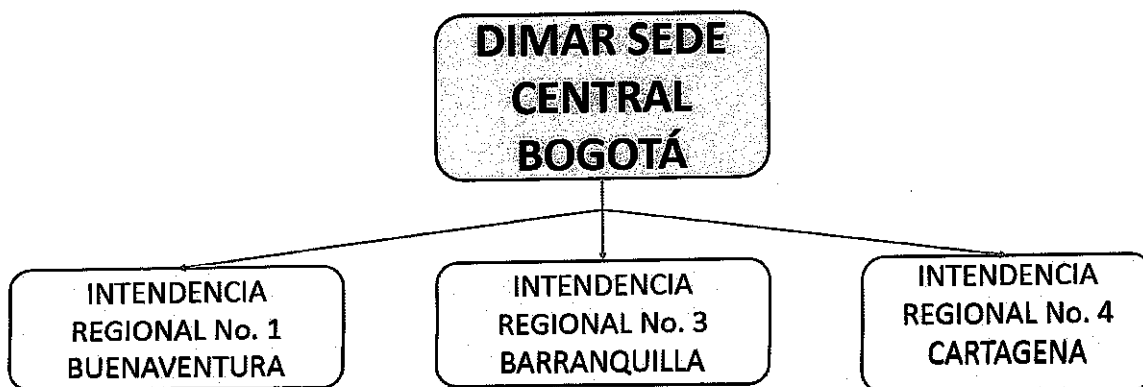 DIMAR SEDE
CENTRAL
BOGOTÁ
INTENDENCIA
REGIONAL No. 1
BUENAVENTURA
INTENDENCIA
REGIONAL No. 3
BARRANQUILLA
INTENDENCIA
REGIONAL No. 4
CARTAGENA